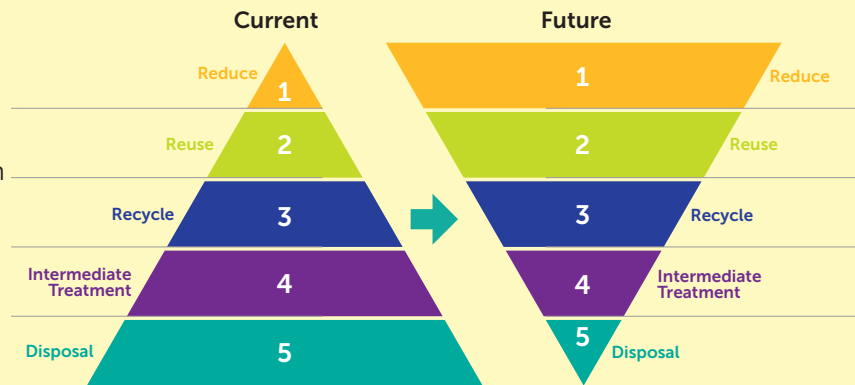 Current
Future
Reduce 1
1 Reduce
Reuse 2
2 Reuse
n
Recycle 3
3 Recycle
Intermediate
Treatment 4
4 Intermediate
Treatment
Disposal 5
5 Disposal